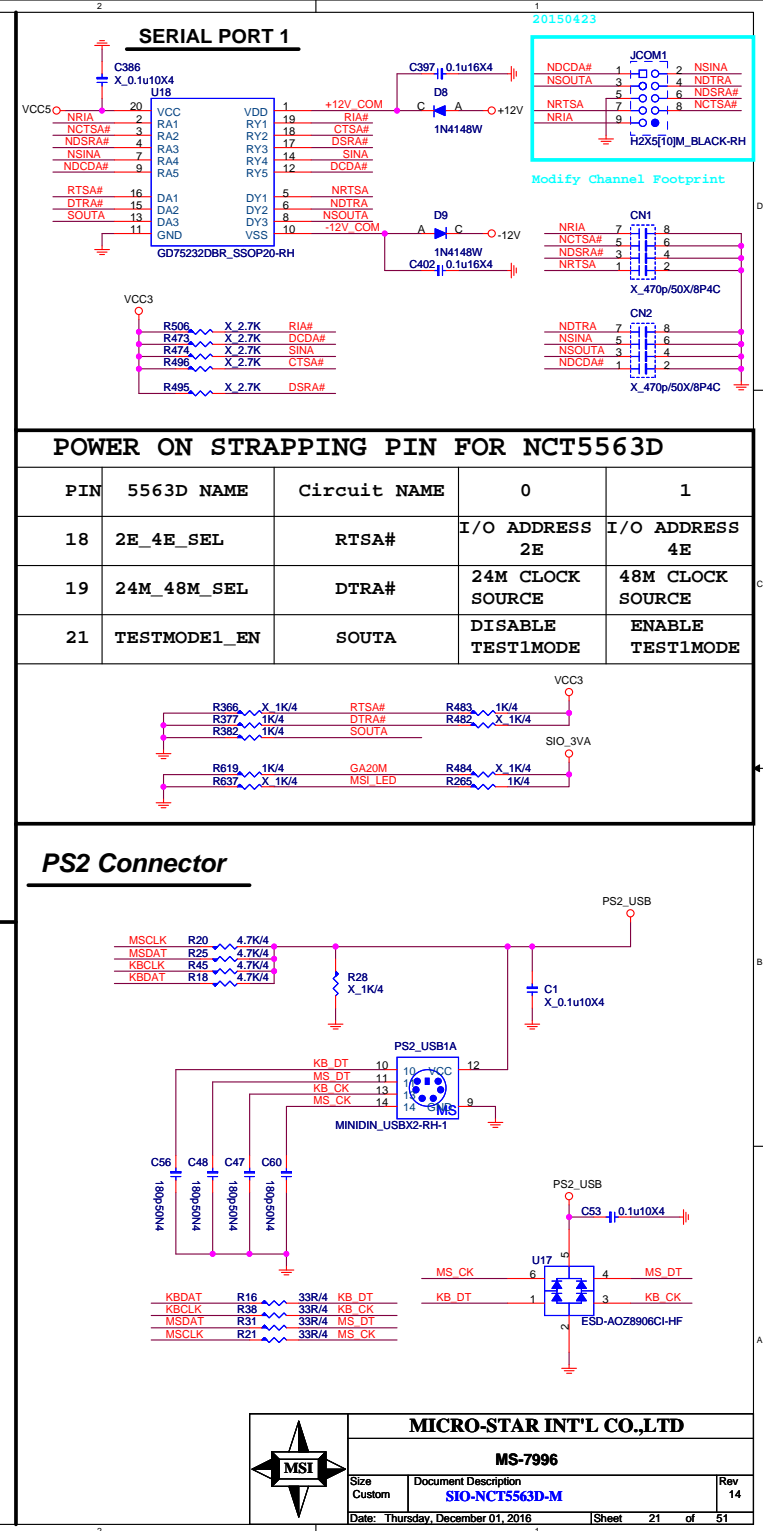 2
1
20150423
SERIAL PORT 1
C386
X_0.1u10X4
U18
VCC5
20 VCC VDD 1 +12V_COM
NRIA 2 RA1 RY1 19 RIA#
NCTSA# 3 RA2 RY2 18 CTSA#
NDSRA# 4 RA3 RY3 17 DSRA#
NSINA 7 RA4 RY4 14 SINA
NDCDA# 9 RA5 RY5 12 DCDA#
RTSA# 16 DA1 DY1 5 NRTSA
DTRA# 15 DA2 DY2 6 NDTRA
SOUTA 13 DA3 DY3 8 NSOUTA
11 GND VSS 10 -12V_COM
GD75232DBR_SSOP20-RH
C397 0.1u16X4
D8
C A +12V
1N4148W
D9
A C -12V
1N4148W
C402 0.1u16X4
JCOM1
NDCDA# 1 2 NSINA
NSOUTA 3 4 NDTRA
5 6 NDSRA#
NRTSA 7 8 NCTSA#
NRIA 9
H2X5[10]M_BLACK-RH
Modify Channel Footprint
D
CN1
NRIA 7 8
NCTSA# 5 6
NDSRA# 3 4
NRTSA 1 2
X_470p/50X/8P4C
CN2
NDTRA 7 8
NSINA 5 6
NSOUTA 3 4
NDCDA# 1 2
X_470p/50X/8P4C
VCC3
R506 X_2.7K RIA#
R473 X_2.7K DCDA#
R474 X_2.7K SINA
R496 X_2.7K CTSA#
R495 X_2.7K DSRA#
POWER ON STRAPPING PIN FOR NCT5563D
PIN 5563D NAME Circuit NAME 0 1
18 2E_4E_SEL RTSA# I/O ADDRESS 2E I/O ADDRESS 4E
19 24M_48M_SEL DTRA# 24M CLOCK SOURCE 48M CLOCK SOURCE
21 TESTMODE1_EN SOUTA DISABLE TEST1MODE ENABLE TEST1MODE
C
VCC3
R366 X_1K/4 RTSA# R483 1K/4
R377 1K/4 DTRA# R482 X_1K/4
R382 1K/4 SOUTA
SIO_3VA
R619 1K/4 GA20M R484 X_1K/4
R637 X_1K/4 MSI_LED R265 1K/4
PS2 Connector
PS2_USB
MSCLK R20 4.7K/4
MSDAT R25 4.7K/4
KBCLK R45 4.7K/4
KBDAT R18 4.7K/4
R28
X_1K/4
C1
X_0.1u10X4
B
PS2_USB1A
KB_DT 10 10 VCC 12
MS_DT 11
KB_CK 13
MS_CK 14 14 MS 9
MINIDIN_USBX2-RH-1
C56 C48 C47 C60
180p50N4 180p50N4 180p50N4 180p50N4
PS2_USB
C53 0.1u10X4
U17
5
MS_CK 6 4 MS_DT
KB_DT 1 3 KB_CK
2
ESD-AOZ8906CI-HF
KBDAT R16 33R/4 KB_DT
KBCLK R38 33R/4 KB_CK
MSDAT R31 33R/4 MS_DT
MSCLK R21 33R/4 MS_CK
A
MSI
MICRO-STAR INT'L CO.,LTD
MS-7996
Size Document Description Rev
Custom SIO-NCT5563D-M 14
Date: Thursday, December 01, 2016 Sheet 21 of 51
2
1